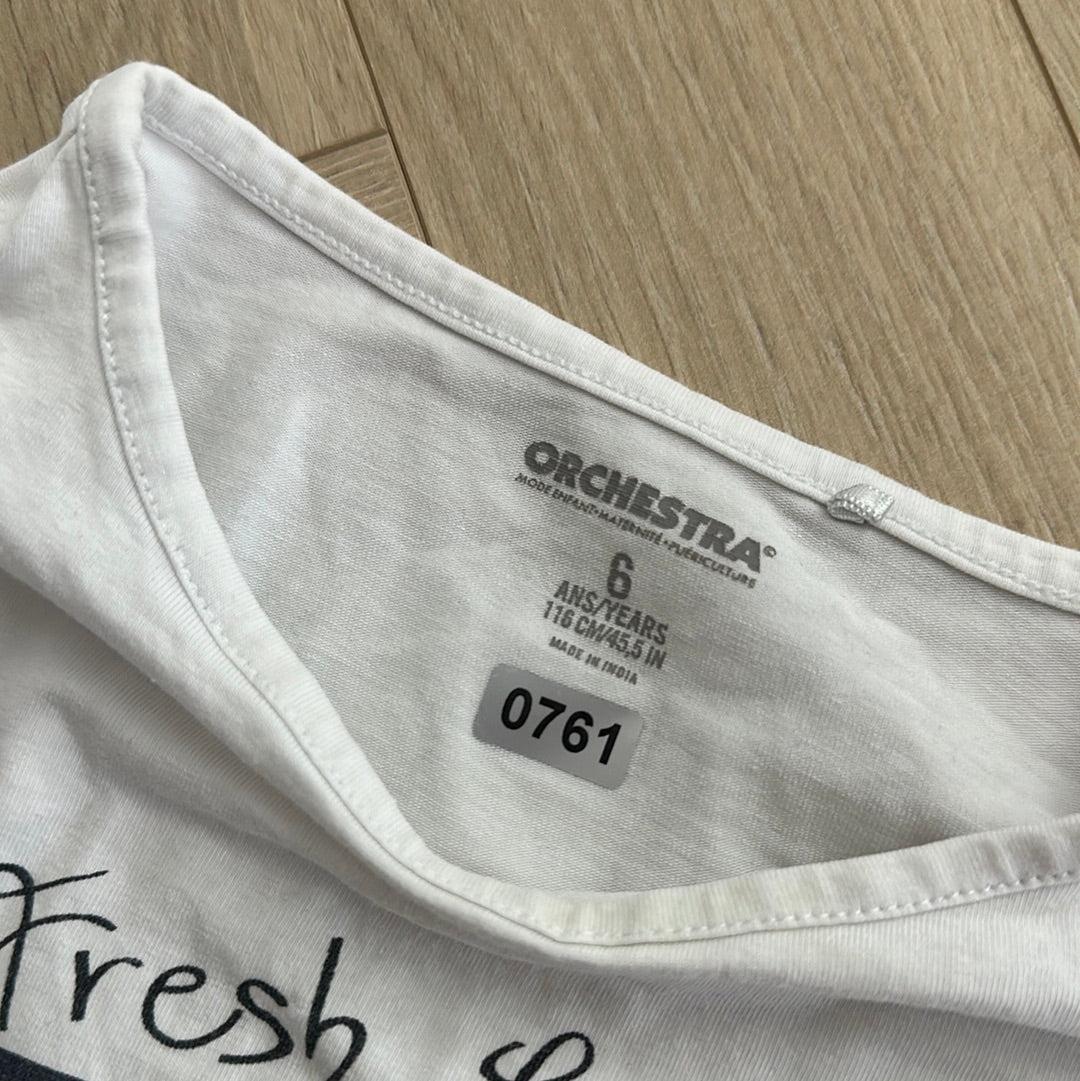 ORCHESTRA©
MODE ENFANT•MATERNITÉ•PUÉRICULTURE
6
ANS/YEARS
116 CM/45,5 IN
MADE IN INDIA
0761
Fresh